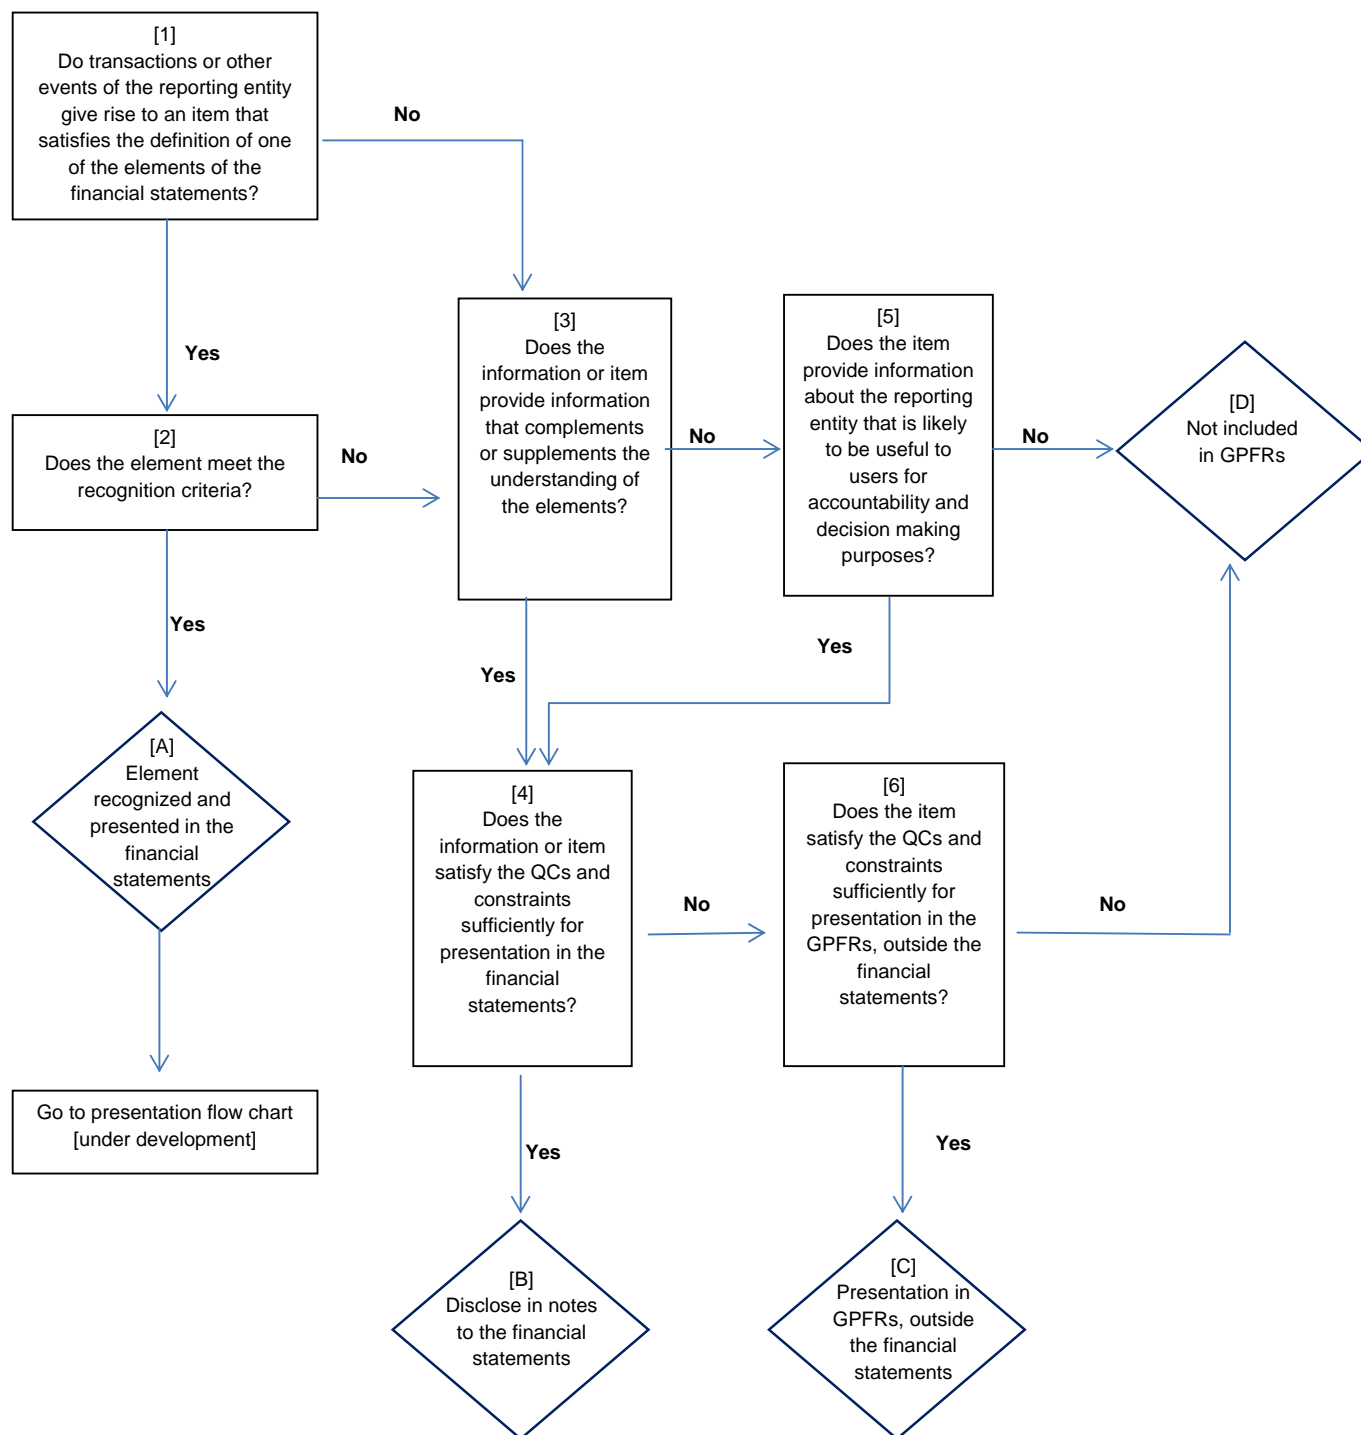 [1]
Do transactions or other
events of the reporting entity
give rise to an item that
satisfies the definition of one
of the elements of the
financial statements?
No
Yes
[2]
Does the element meet the
recognition criteria?
No
Yes
[3]
Does the
information or item
provide information
that complements
or supplements the
understanding of
the elements?
No
Yes
[5]
Does the item
provide information
about the reporting
entity that is likely
to be useful to
users for
accountability and
decision making
purposes?
No
Yes
[D]
Not included
in GPFRs
[A]
Element
recognized and
presented in the
financial
statements
[4]
Does the
information or item
satisfy the QCs and
constraints
sufficiently for
presentation in the
financial
statements?
No
Yes
[6]
Does the item
satisfy the QCs and
constraints
sufficiently for
presentation in the
GPFRs, outside the
financial
statements?
No
Yes
Go to presentation flow chart
[under development]
[B]
Disclose in notes
to the financial
statements
[C]
Presentation in
GPFRs, outside
the financial
statements